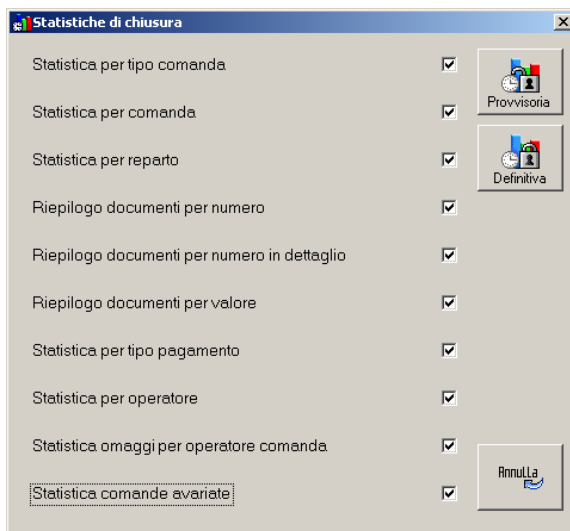 Statistiche di chiusura
Statistica per tipo comanda
Provvisoria
Statistica per comanda
Statistica per reparto
Definitiva
Riepilogo documenti per numero
Riepilogo documenti per numero in dettaglio
Riepilogo documenti per valore
Statistica per tipo pagamento
Statistica per operatore
Statistica omaggi per operatore comanda
Annulla
Statistica comande avariate